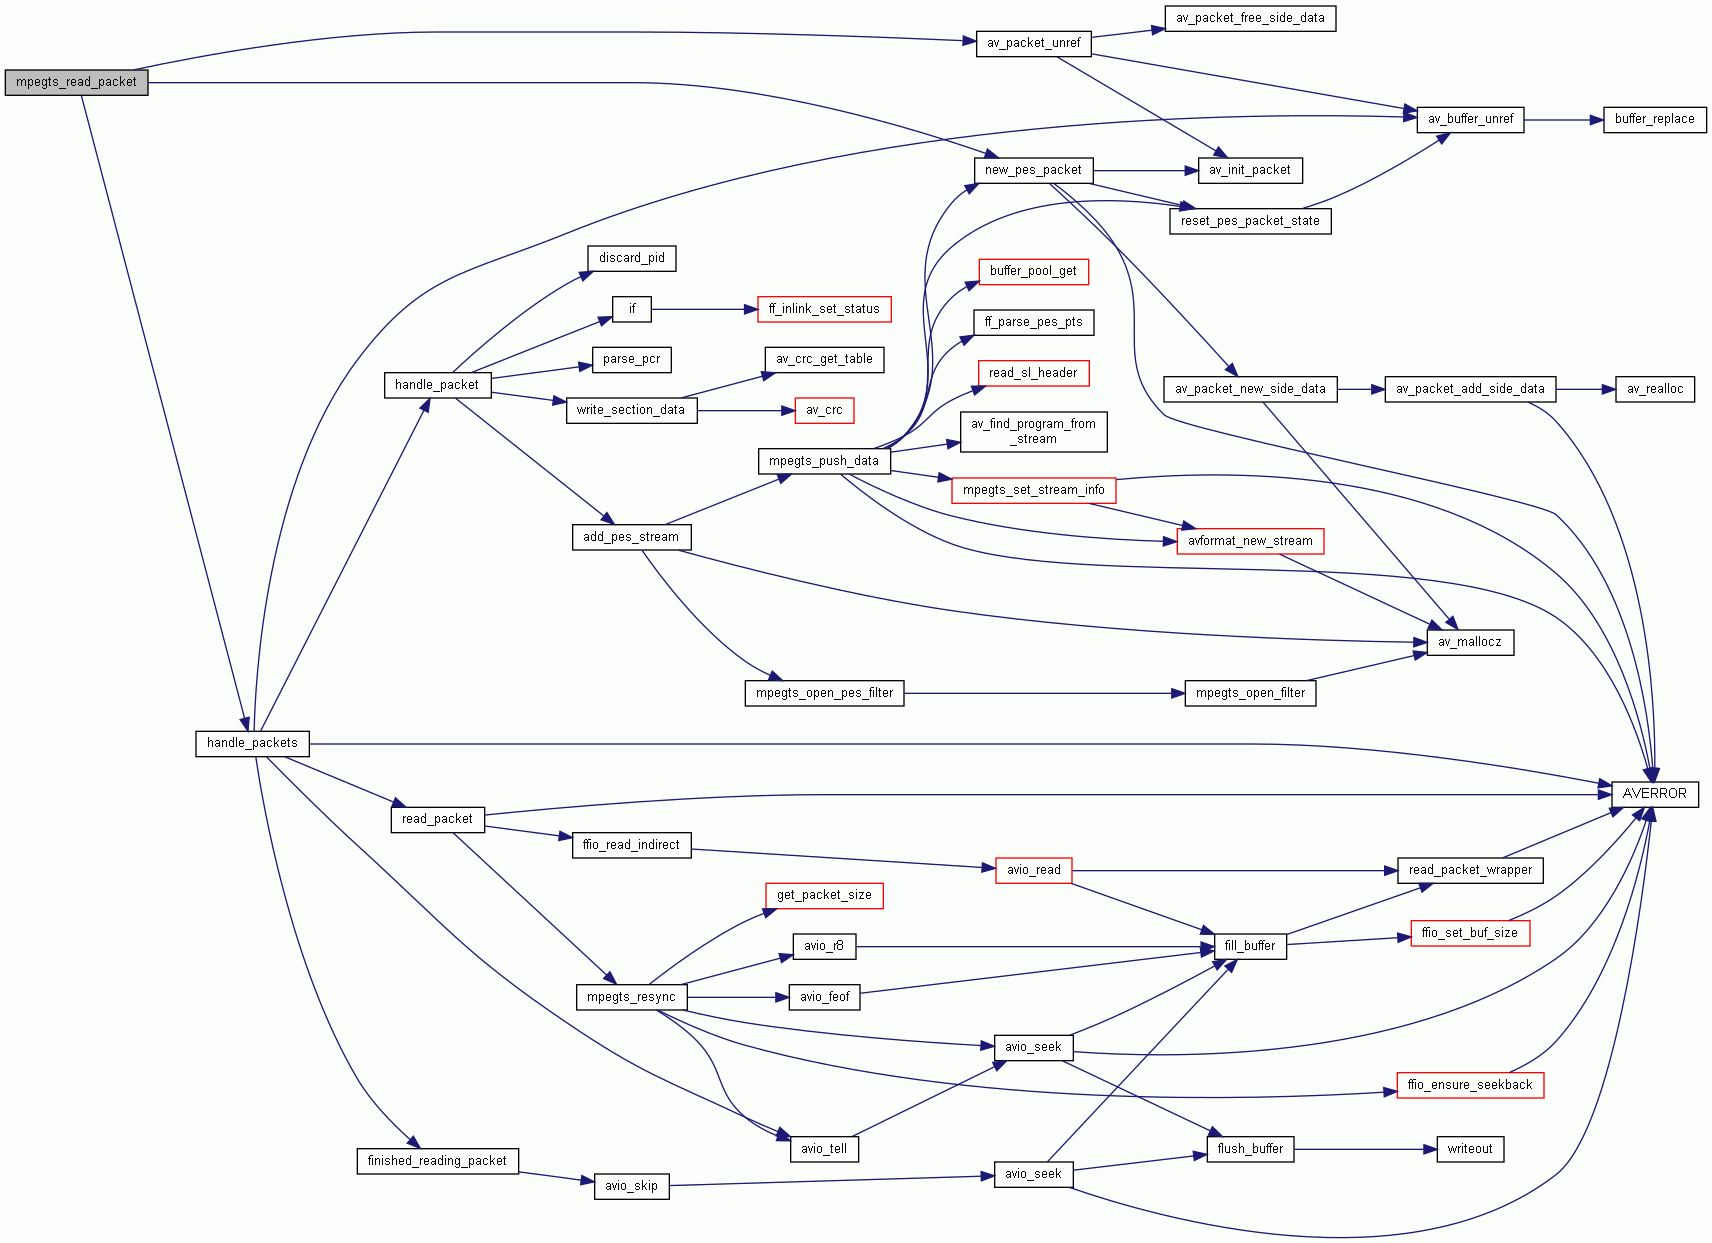 av_packet_free_side_data
av_packet_unref
mpegts_read_packet
av_buffer_unref
buffer_replace
new_pes_packet
av_init_packet
reset_pes_packet_state
discard_pid
buffer_pool_get
if
ff_inlink_set_status
ff_parse_pes_pts
parse_pcr
av_crc_get_table
read_sl_header
handle_packet
av_packet_new_side_data
av_packet_add_side_data
av_realloc
write_section_data
av_crc
av_find_program_from
_stream
mpegts_push_data
mpegts_set_stream_info
add_pes_stream
avformat_new_stream
av_mallocz
mpegts_open_pes_filter
mpegts_open_filter
handle_packets
AVERROR
read_packet
ffio_read_indirect
avio_read
read_packet_wrapper
get_packet_size
ffio_set_buf_size
avio_r8
fill_buffer
mpegts_resync
avio_feof
avio_seek
ffio_ensure_seekback
avio_tell
flush_buffer
writeout
finished_reading_packet
avio_skip
avio_seek